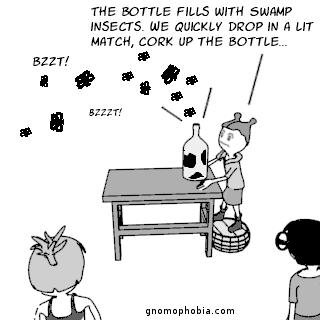 THE BOTTLE FILLS WITH SWAMP
INSECTS. WE QUICKLY DROP IN A LIT
MATCH, CORK UP THE BOTTLE...
BZZT!
BZZZT!
gnomophobia.com